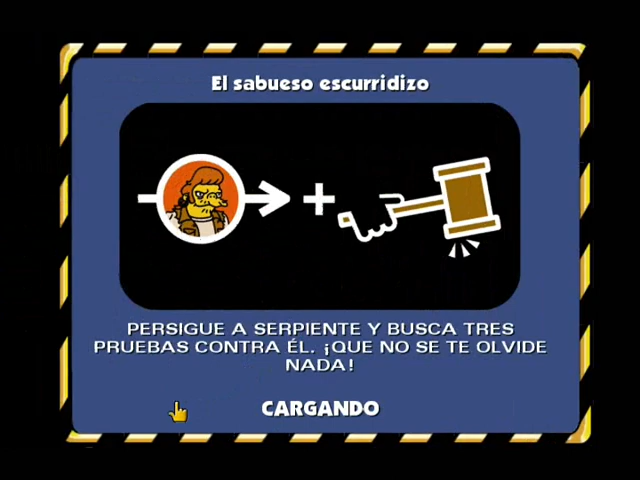 El sabueso escurridizo
PERSIGUE A SERPIENTE Y BUSCA TRES
PRUEBAS CONTRA ÉL. ¡QUE NO SE TE OLVIDE
NADA!
CARGANDO